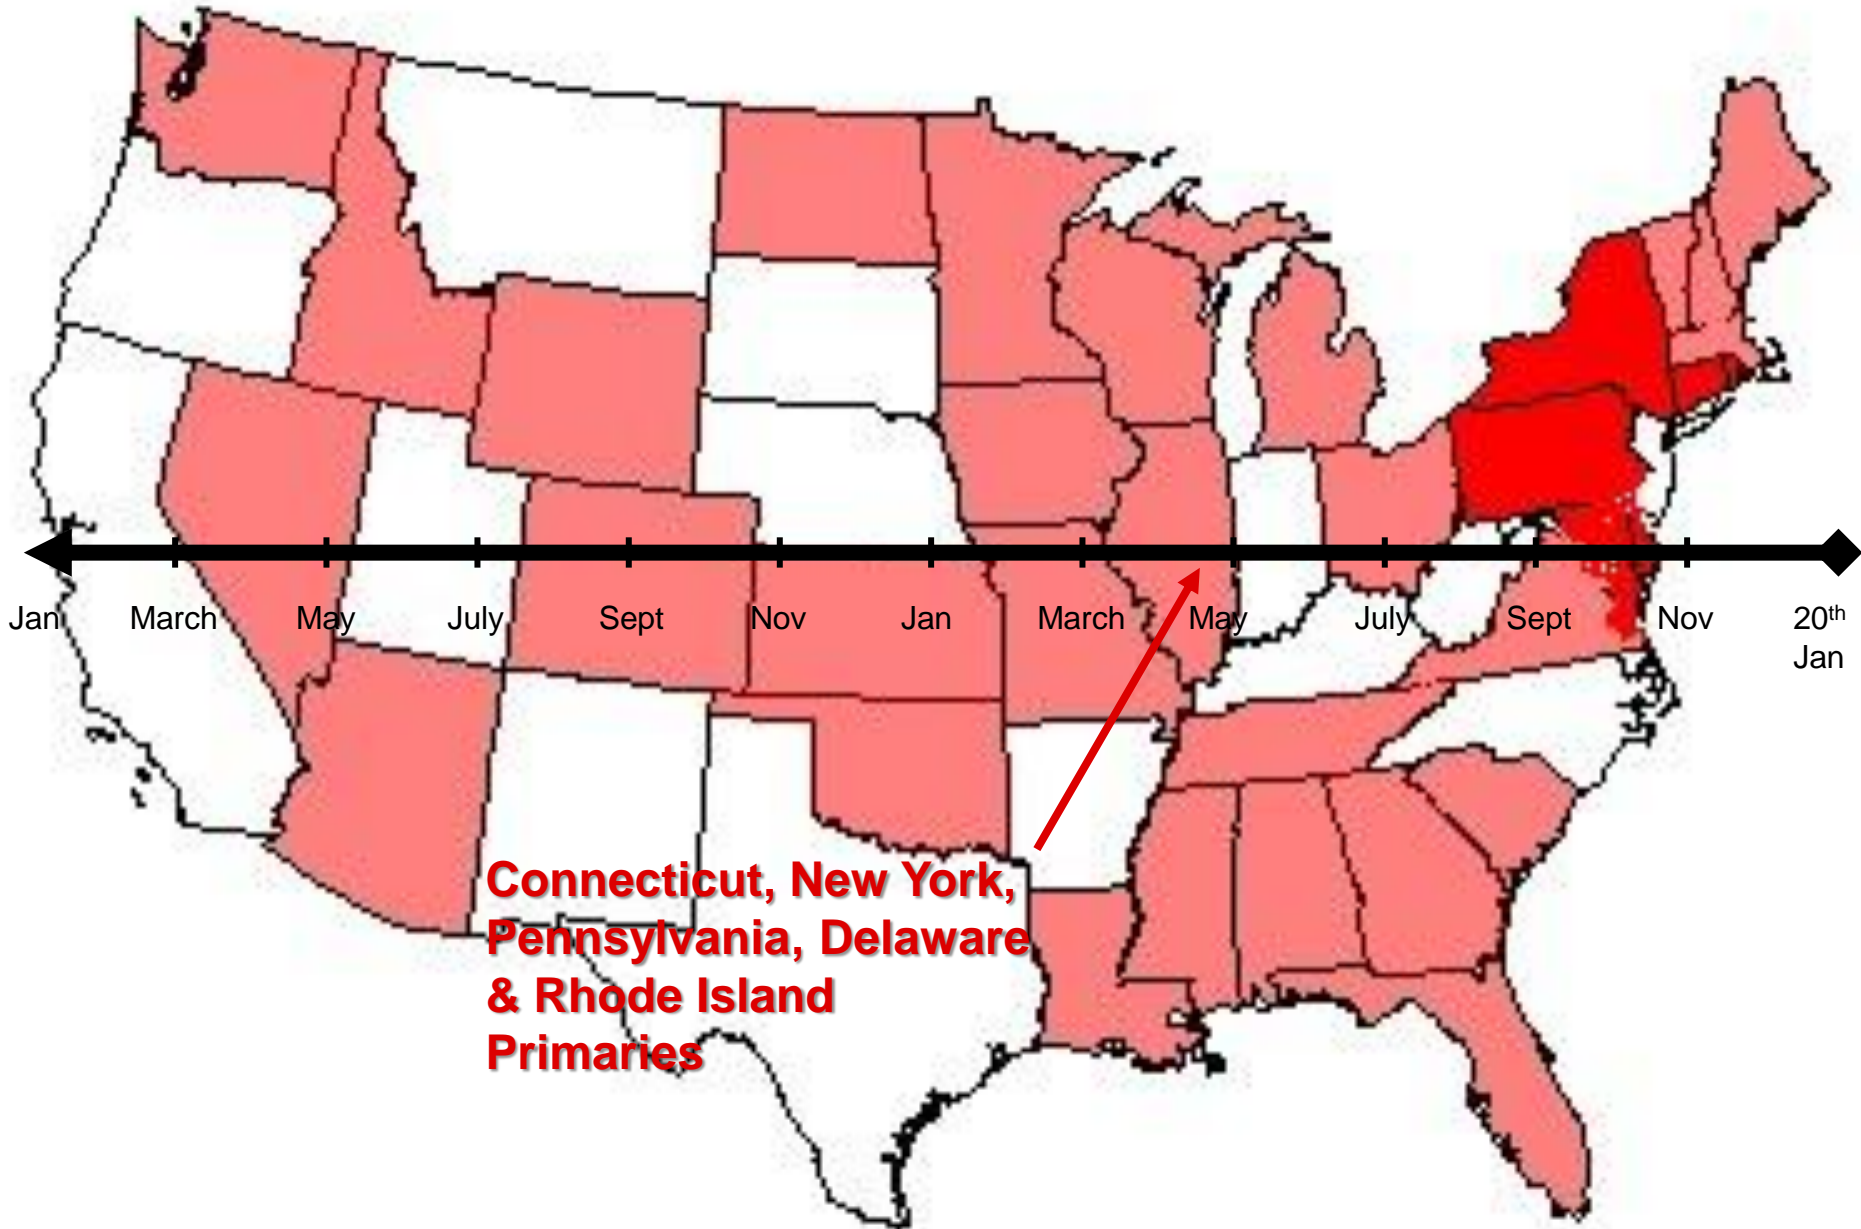 Jan March May July Sept Nov Jan March May July Sept Nov 20th
Jan
Connecticut, New York,
Pennsylvania, Delaware
& Rhode Island
Primaries